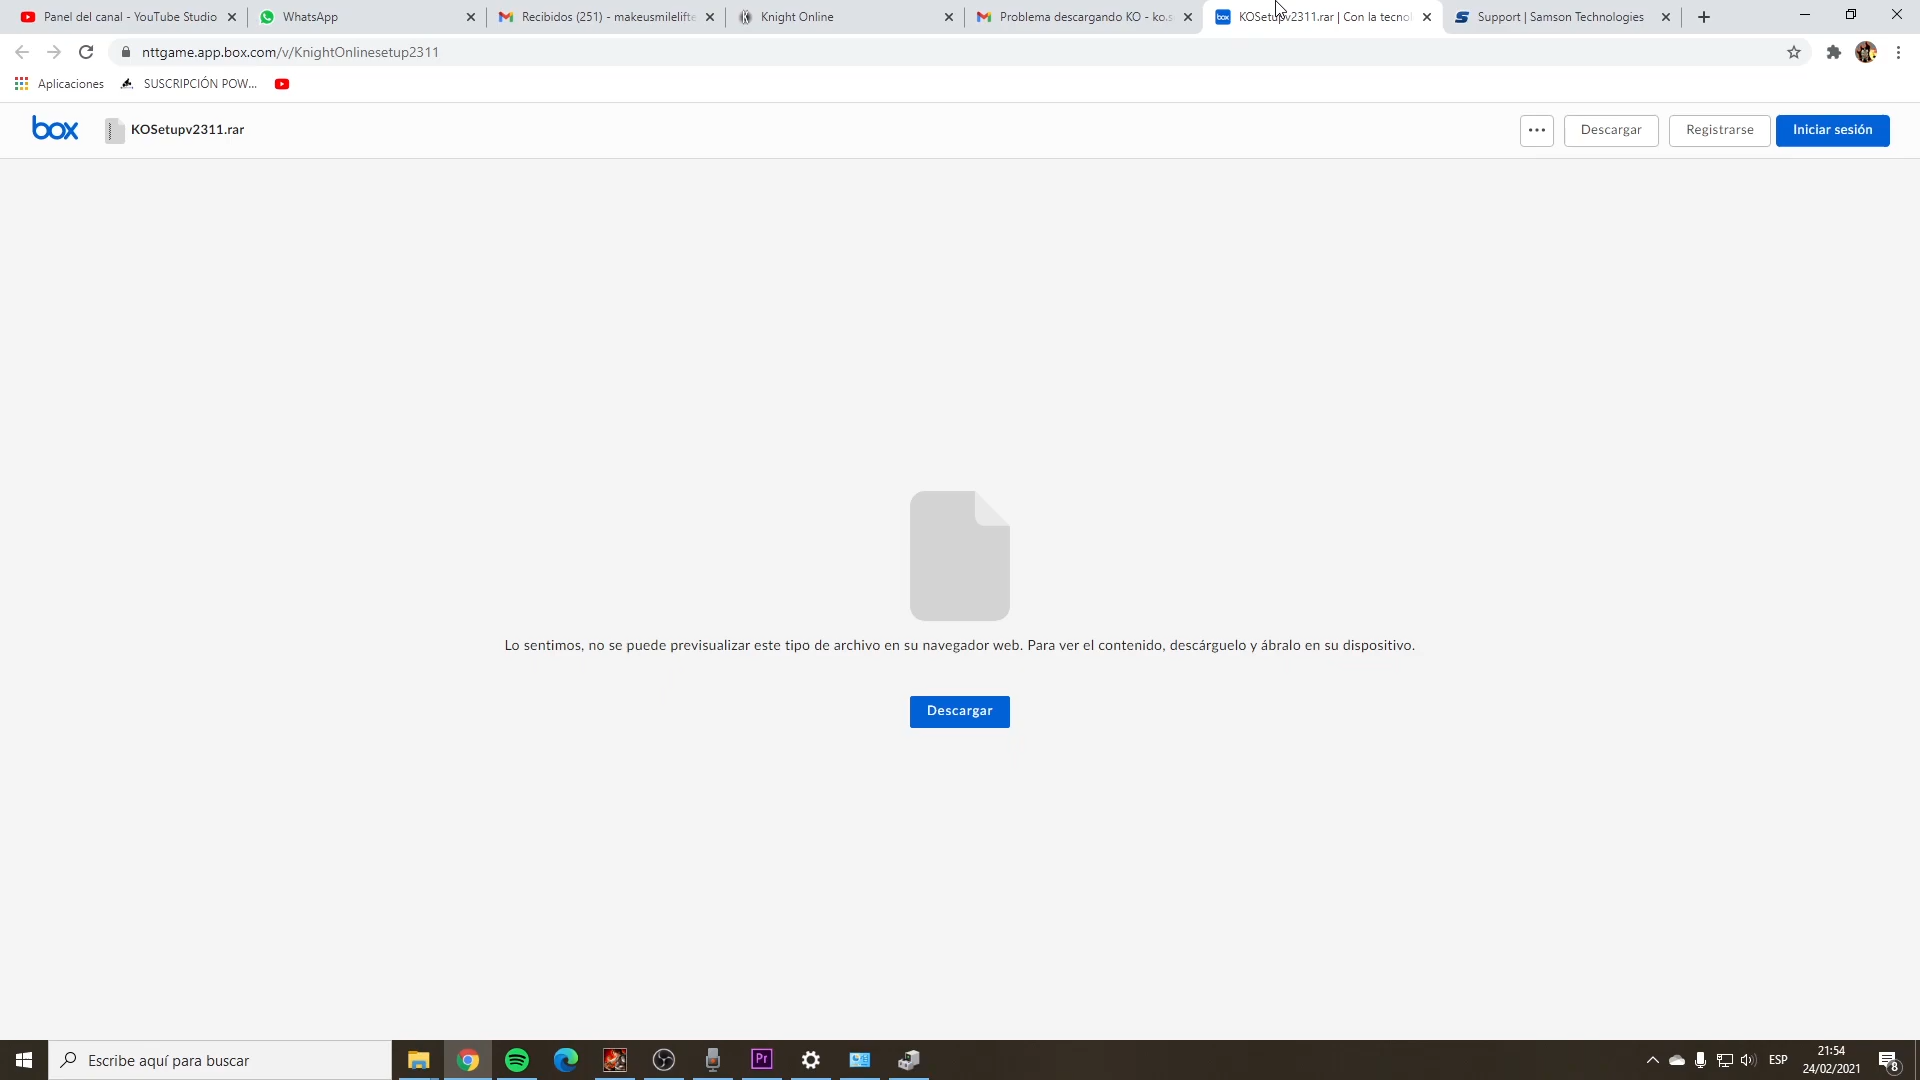 Panel del canal - YouTube Studio
WhatsApp
Recibidos (251) - makeusmilelifte
Knight Online
Problema descargando KO - ko.s
KOSetupv2311.rar | Con la tecnol
Support | Samson Technologies
nttgame.app.box.com/v/KnightOnlinesetup2311
Aplicaciones
SUSCRIPCIÓN POW...
box
KOSetupv2311.rar
Descargar
Registrarse
Iniciar sesión
Lo sentimos, no se puede previsualizar este tipo de archivo en su navegador web. Para ver el contenido, descárguelo y ábralo en su dispositivo.
Descargar
Escribe aquí para buscar
Pr
ESP
21:54
24/02/2021
8